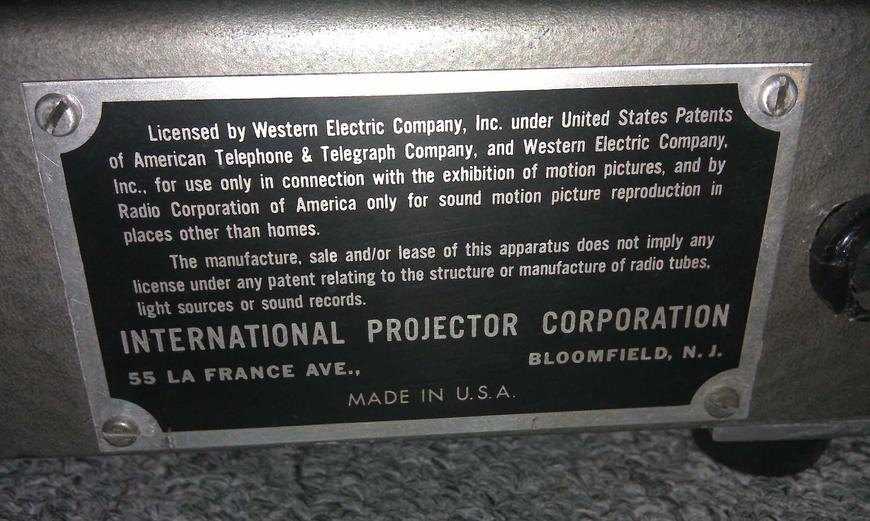 Licensed by Western Electric Company, Inc. under United States Patents
of American Telephone & Telegraph Company, and Western Electric Company,
Inc., for use only in connection with the exhibition of motion pictures, and by
Radio Corporation of America only for sound motion picture reproduction in
places other than homes.
The manufacture, sale and/or lease of this apparatus does not imply any
license under any patent relating to the structure or manufacture of radio tubes,
light sources or sound records.
INTERNATIONAL PROJECTOR CORPORATION
55 LA FRANCE AVE., BLOOMFIELD, N. J.
MADE IN U.S.A.